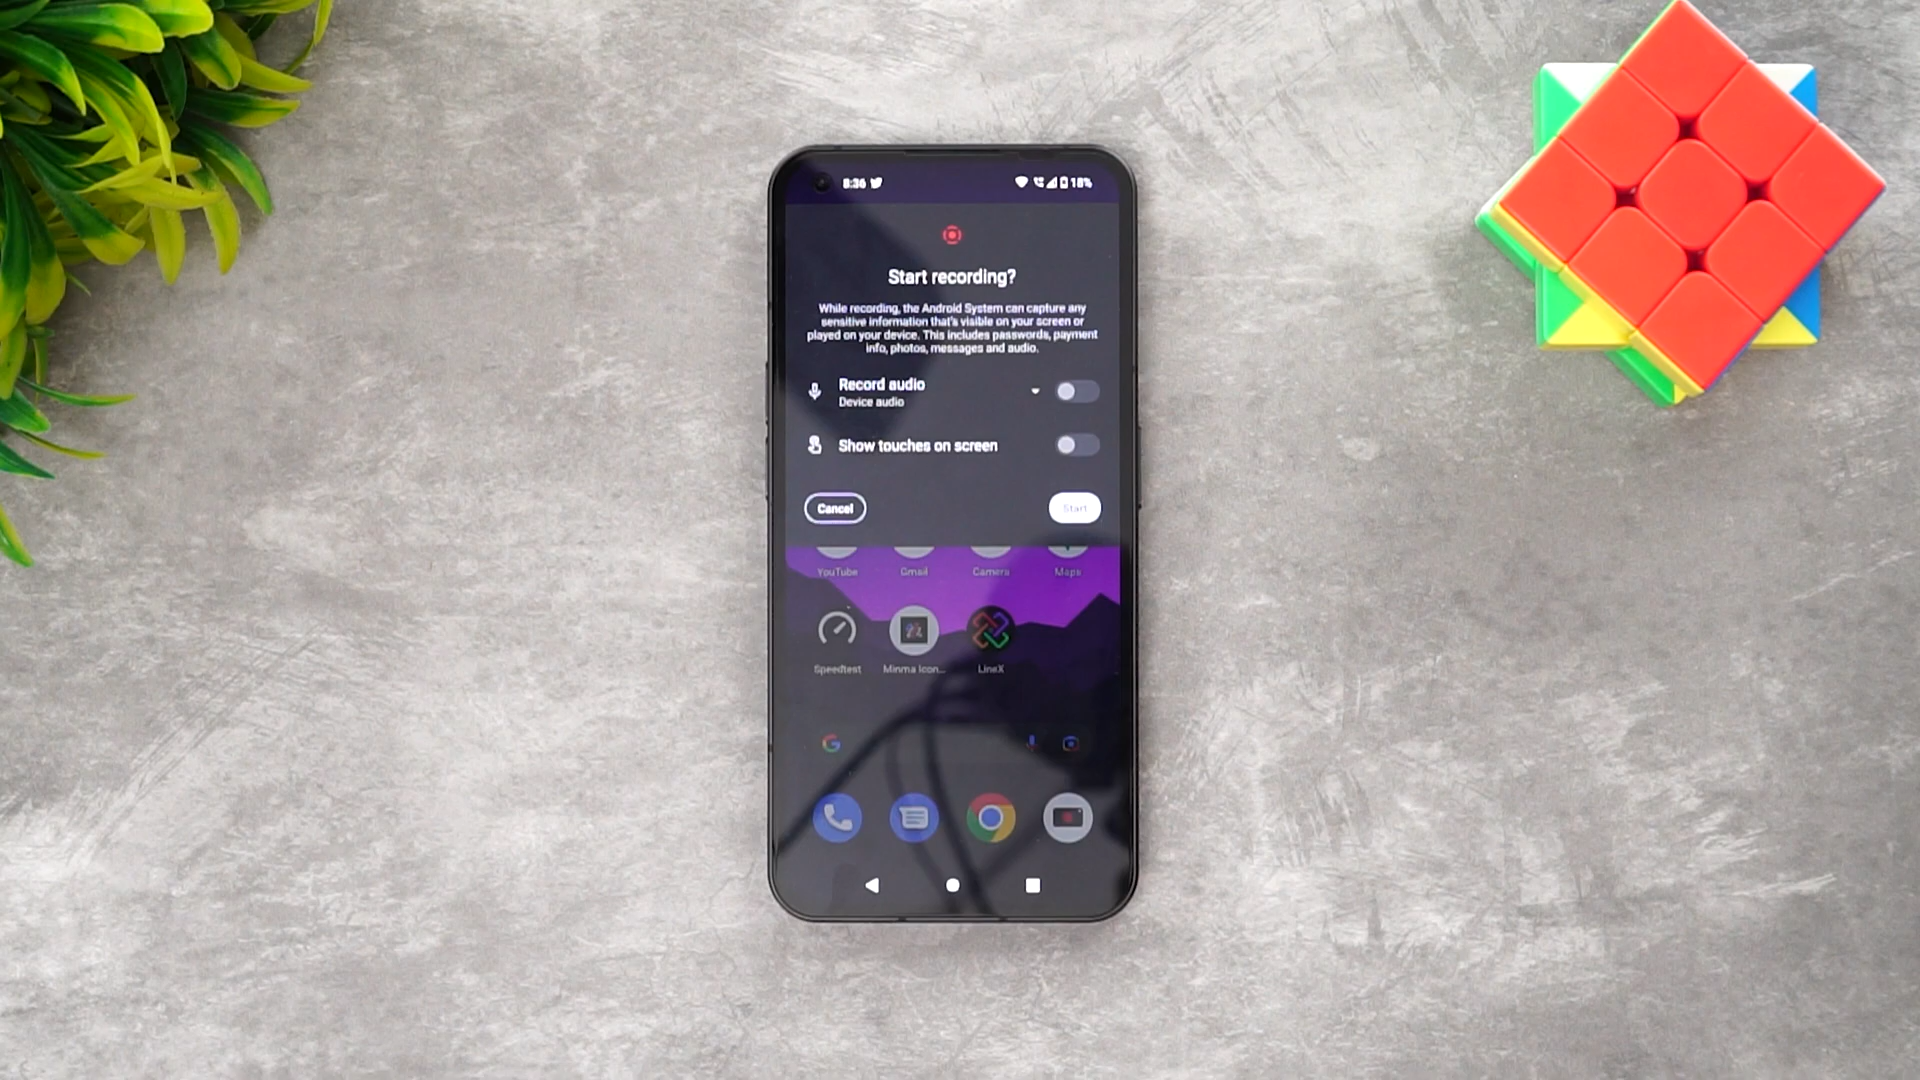 8:36
18%
Start recording?
While recording, the Android System can capture any
sensitive information that's visible on your screen or
played on your device. This includes passwords, payment
info, photos, messages and audio.
Record audio
Device audio
Show touches on screen
Cancel
Start
YouTube
Gmail
Camera
Maps
Speedtest
Minma Icon...
LineX